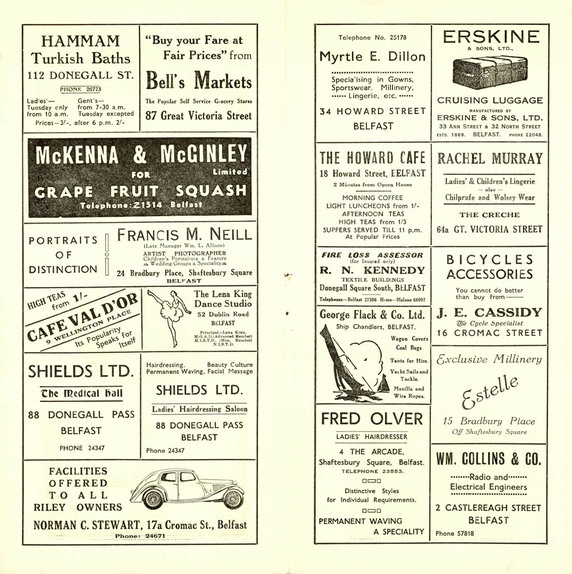 HAMMAM
Turkish Baths
112 DONEGALL ST.
PHONE 26773
Ladies'—
Tuesday only
from 10 a.m.
Gent's—
from 7-30 a.m.
Tuesday excepted
Prices—3/-, after 6 p.m. 2/-
"Buy your Fare at
Fair Prices" from
Bell's Markets
The Popular Self Service Grocery Stores
87 Great Victoria Street
McKENNA & McGINLEY
Limited
FOR
GRAPE FRUIT SQUASH
Telephone: 21514 Belfast
PORTRAITS
OF
DISTINCTION
FRANCIS M. NEILL
(Late Manager Wm. L. Allison)
ARTIST PHOTOGRAPHER
Children's Portraiture a Feature
Wedding Groups a Speciality
24 Bradbury Place, Shaftesbury Square
BELFAST
HIGH TEAS from 1/-
CAFE VAL D'OR
9 WELLINGTON PLACE
Its Popularity
Speaks for
Itself
The Lena King
Dance Studio
52 Dublin Road
BELFAST
SHIELDS LTD.
The Medical Hall
88 DONEGALL PASS
BELFAST
PHONE 24347
Hairdressing, Beauty Culture
Permanent Waving, Facial Massage
SHIELDS LTD.
Ladies' Hairdressing Saloon
88 DONEGALL PASS
BELFAST
Phone 24347
FACILITIES
OFFERED
TO ALL
RILEY OWNERS
NORMAN C. STEWART, 17a Cromac St., Belfast
Phone: 24671
Telephone No. 25178
Myrtle E. Dillon
Specialising in Gowns,
Sportswear, Millinery,
Lingerie, etc.
34 HOWARD STREET
BELFAST
ERSKINE
& SONS, LTD.,
CRUISING LUGGAGE
MANUFACTURED BY
ERSKINE & SONS, LTD.
33 ANN STREET & 32 NORTH STREET
ESTD. 1869. BELFAST. PHONE 22048.
THE HOWARD CAFE
18 Howard Street, BELFAST
2 Minutes from Opera House
MORNING COFFEE
LIGHT LUNCHEONS from 1/-
AFTERNOON TEAS
HIGH TEAS from 1/3
SUPPERS SERVED TILL 11 p.m.
At Popular Prices
RACHEL MURRAY
Ladies' & Children's Lingerie
— also —
Chilprufe and Wolsey Wear
THE CRECHE
64a GT. VICTORIA STREET
FIRE LOSS ASSESSOR
(for Insured only)
R. N. KENNEDY
TEXTILE BUILDINGS
Donegall Square South, BELFAST
Telephones—Belfast 27306 Home—Malone 66997
BICYCLES
ACCESSORIES
You cannot do better
than buy from—
J. E. CASSIDY
The Cycle Specialist
16 CROMAC STREET
George Flack & Co. Ltd.
Ship Chandlers, BELFAST.
Wagon Covers
Coal Bags
Tents for Hire.
Yacht Sails and
Tackle.
Manilla and
Wire Ropes.
Exclusive Millinery
Estelle
15 Bradbury Place
Off Shaftesbury Square
FRED OLVER
LADIES' HAIRDRESSER
4 THE ARCADE,
Shaftesbury Square, Belfast.
TELEPHONE 23553.
Distinctive Styles
for Individual Requirements.
PERMANENT WAVING
A SPECIALITY
WM. COLLINS & CO.
Radio and
Electrical Engineers
2 CASTLEREAGH STREET
BELFAST
Phone 57818